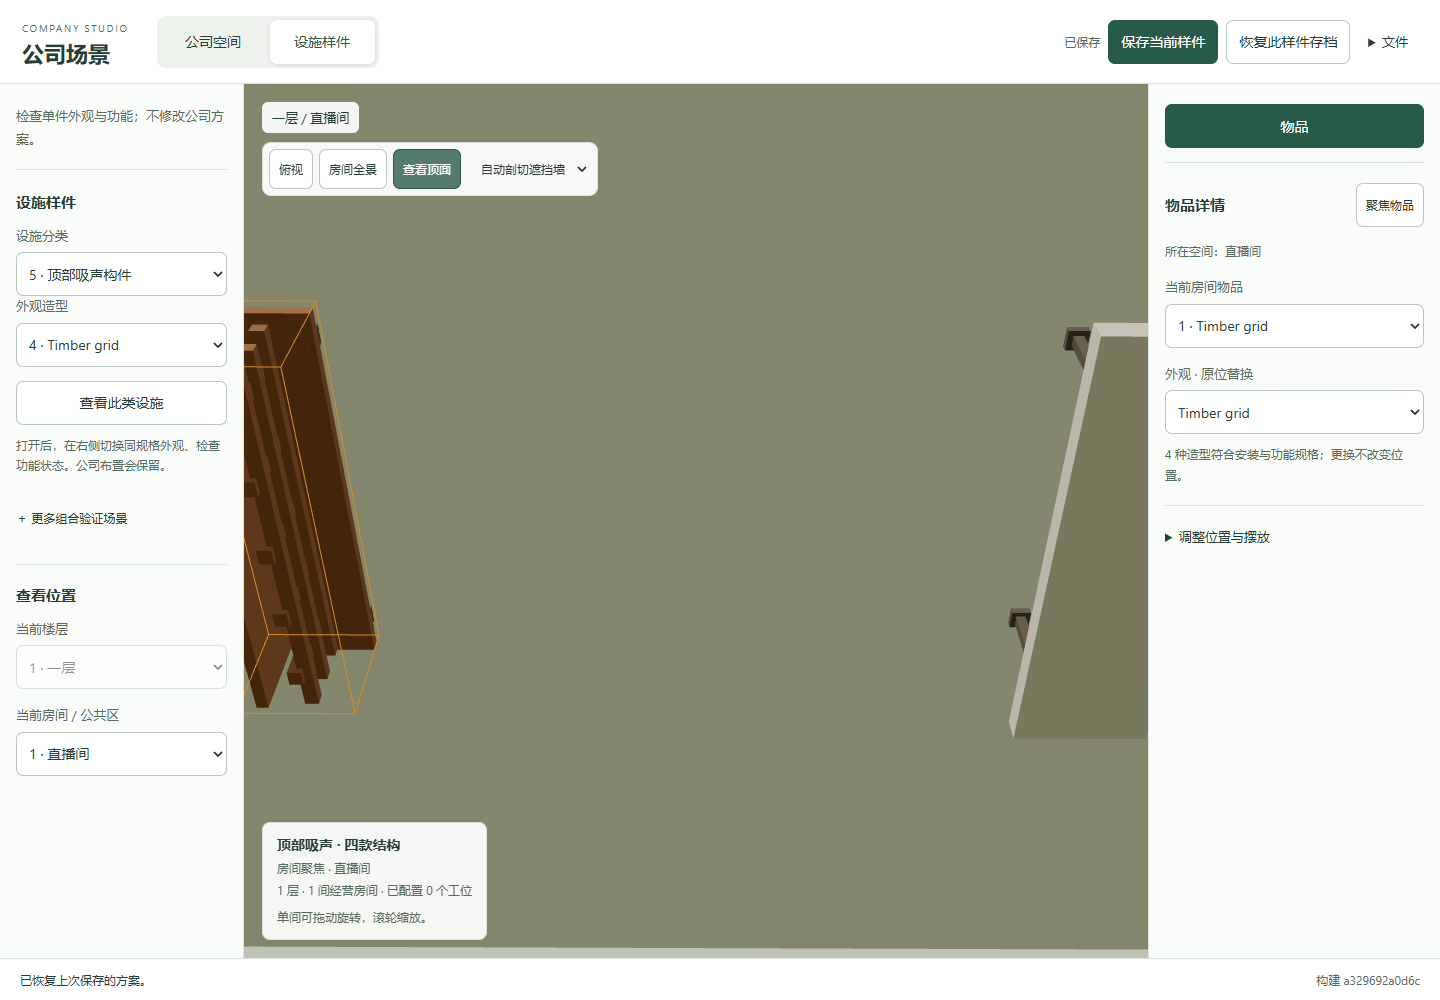 COMPANY STUDIO
公司场景
公司空间
设施样件
已保存
保存当前样件
恢复此样件存档
文件
检查单件外观与功能；不修改公司方
案。
设施样件
设施分类
5 · 顶部吸声构件
外观造型
4 · Timber grid
查看此类设施
打开后，在右侧切换同规格外观、检查
功能状态。公司布置会保留。
+ 更多组合验证场景
查看位置
当前楼层
1 · 一层
当前房间 / 公共区
1 · 直播间
一层 / 直播间
俯视
房间全景
查看顶面
自动剖切遮挡墙
顶部吸声 · 四款结构
房间聚焦 · 直播间
1 层 · 1 间经营房间 · 已配置 0 个工位
单间可拖动旋转，滚轮缩放。
物品
物品详情
聚焦物品
所在空间：直播间
当前房间物品
1 · Timber grid
外观 · 原位替换
Timber grid
4 种造型符合安装与功能规格；更换不改变位
置。
调整位置与摆放
已恢复上次保存的方案。
构建 a329692a0d6c